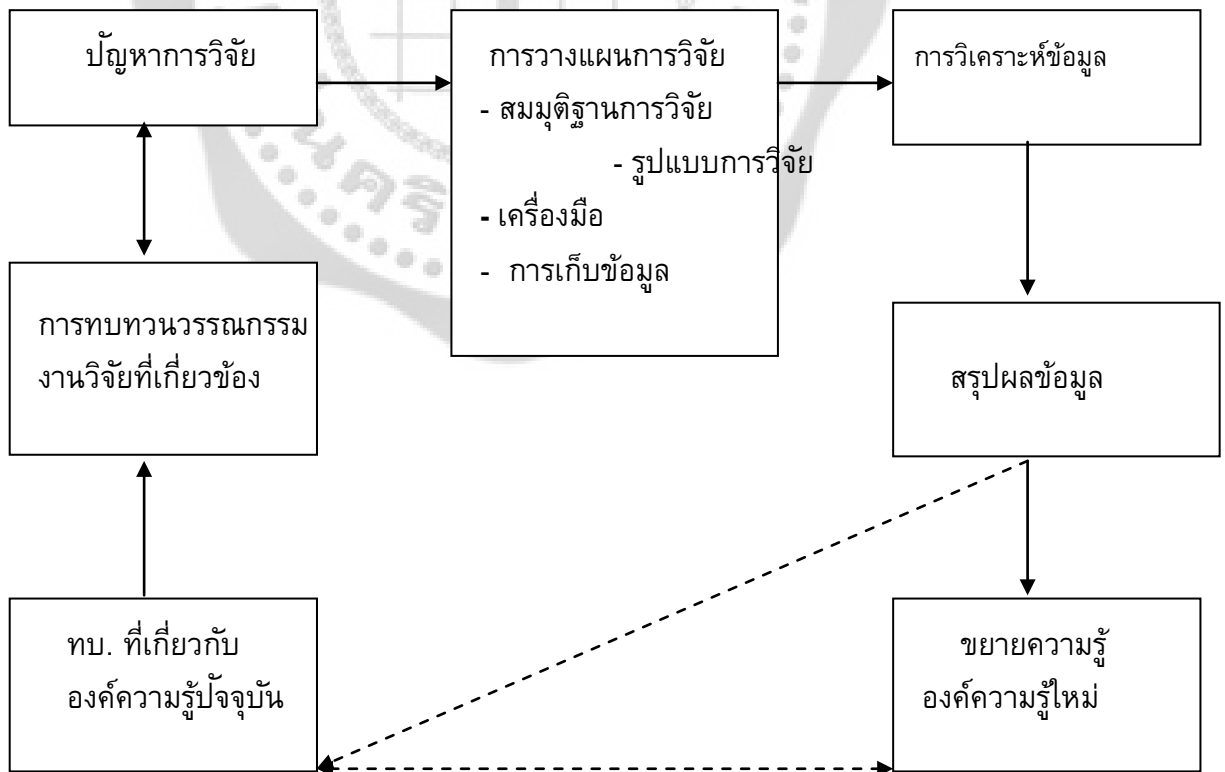 ปัญหาการวิจัย
การวางแผนการวิจัย
- สมมุติฐานการวิจัย
- รูปแบบการวิจัย
- เครื่องมือ
- การเก็บข้อมูล
การวิเคราะห์ข้อมูล
การทบทวนวรรณกรรม
งานวิจัยที่เกี่ยวข้อง
สรุปผลข้อมูล
ทบ. ที่เกี่ยวกับ
องค์ความรู้ปัจจุบัน
ขยายความรู้
องค์ความรู้ใหม่